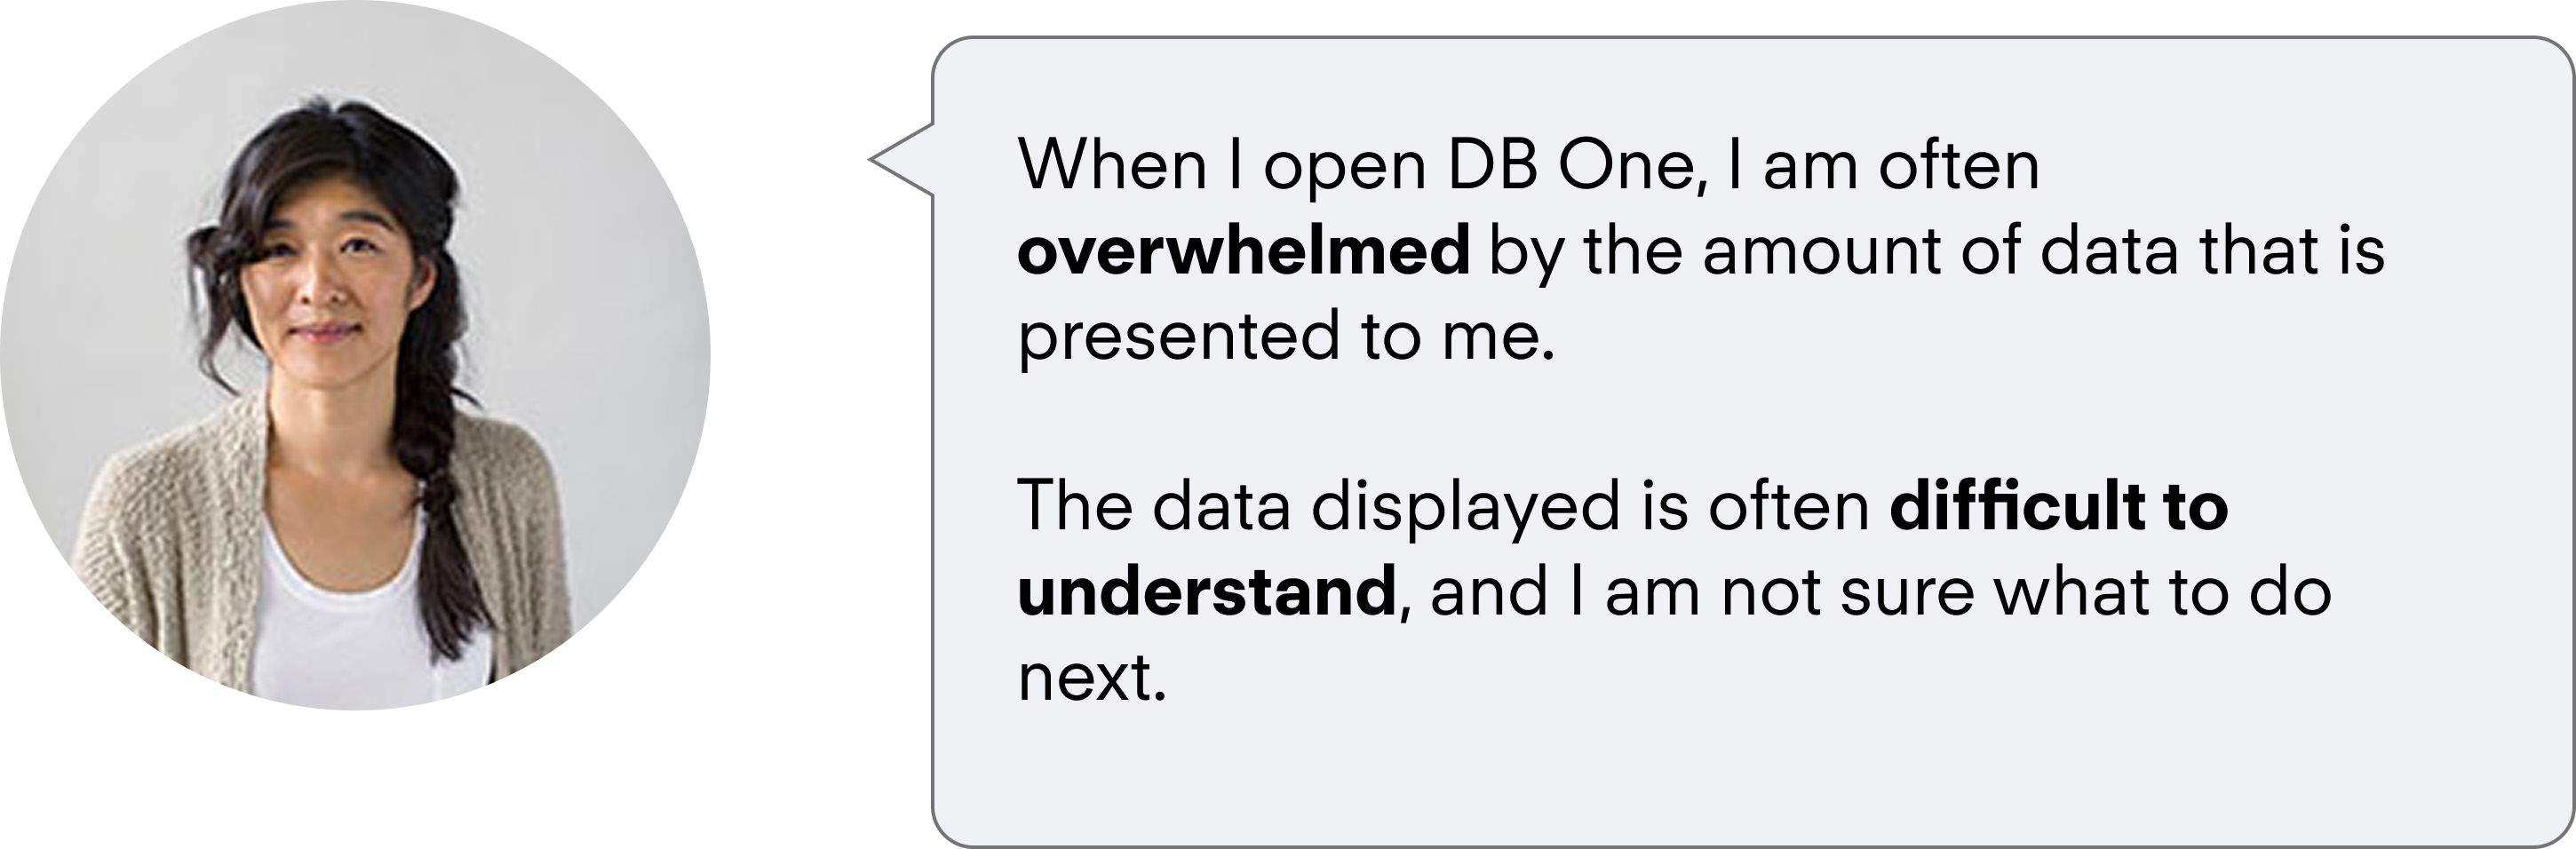 When I open DB One, I am often
overwhelmed by the amount of data that is
presented to me.
The data displayed is often difficult to
understand, and I am not sure what to do
next.